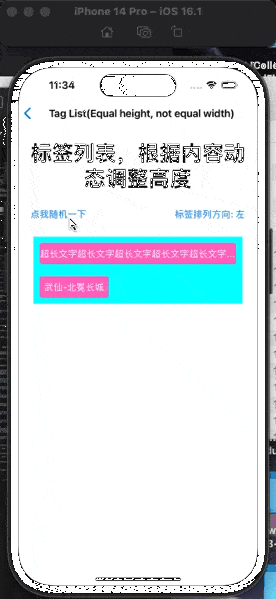 iPhone 14 Pro – iOS 16.1
11:34
Tag List(Equal height, not equal width)
标签列表，根据内容动
态调整高度
点我随机一下
标签排列方向: 左
超长文字超长文字超长文字超长文字超长文字...
武仙-北冕长城